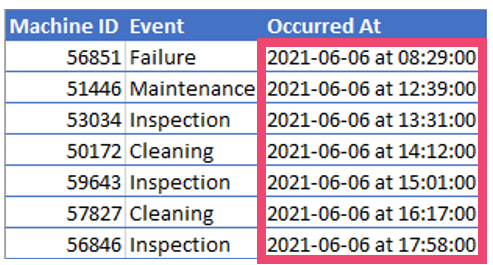 Machine ID Event Occurred At
56851 Failure 2021-06-06 at 08:29:00
51446 Maintenance 2021-06-06 at 12:39:00
53034 Inspection 2021-06-06 at 13:31:00
50172 Cleaning 2021-06-06 at 14:12:00
59643 Inspection 2021-06-06 at 15:01:00
57827 Cleaning 2021-06-06 at 16:17:00
56846 Inspection 2021-06-06 at 17:58:00